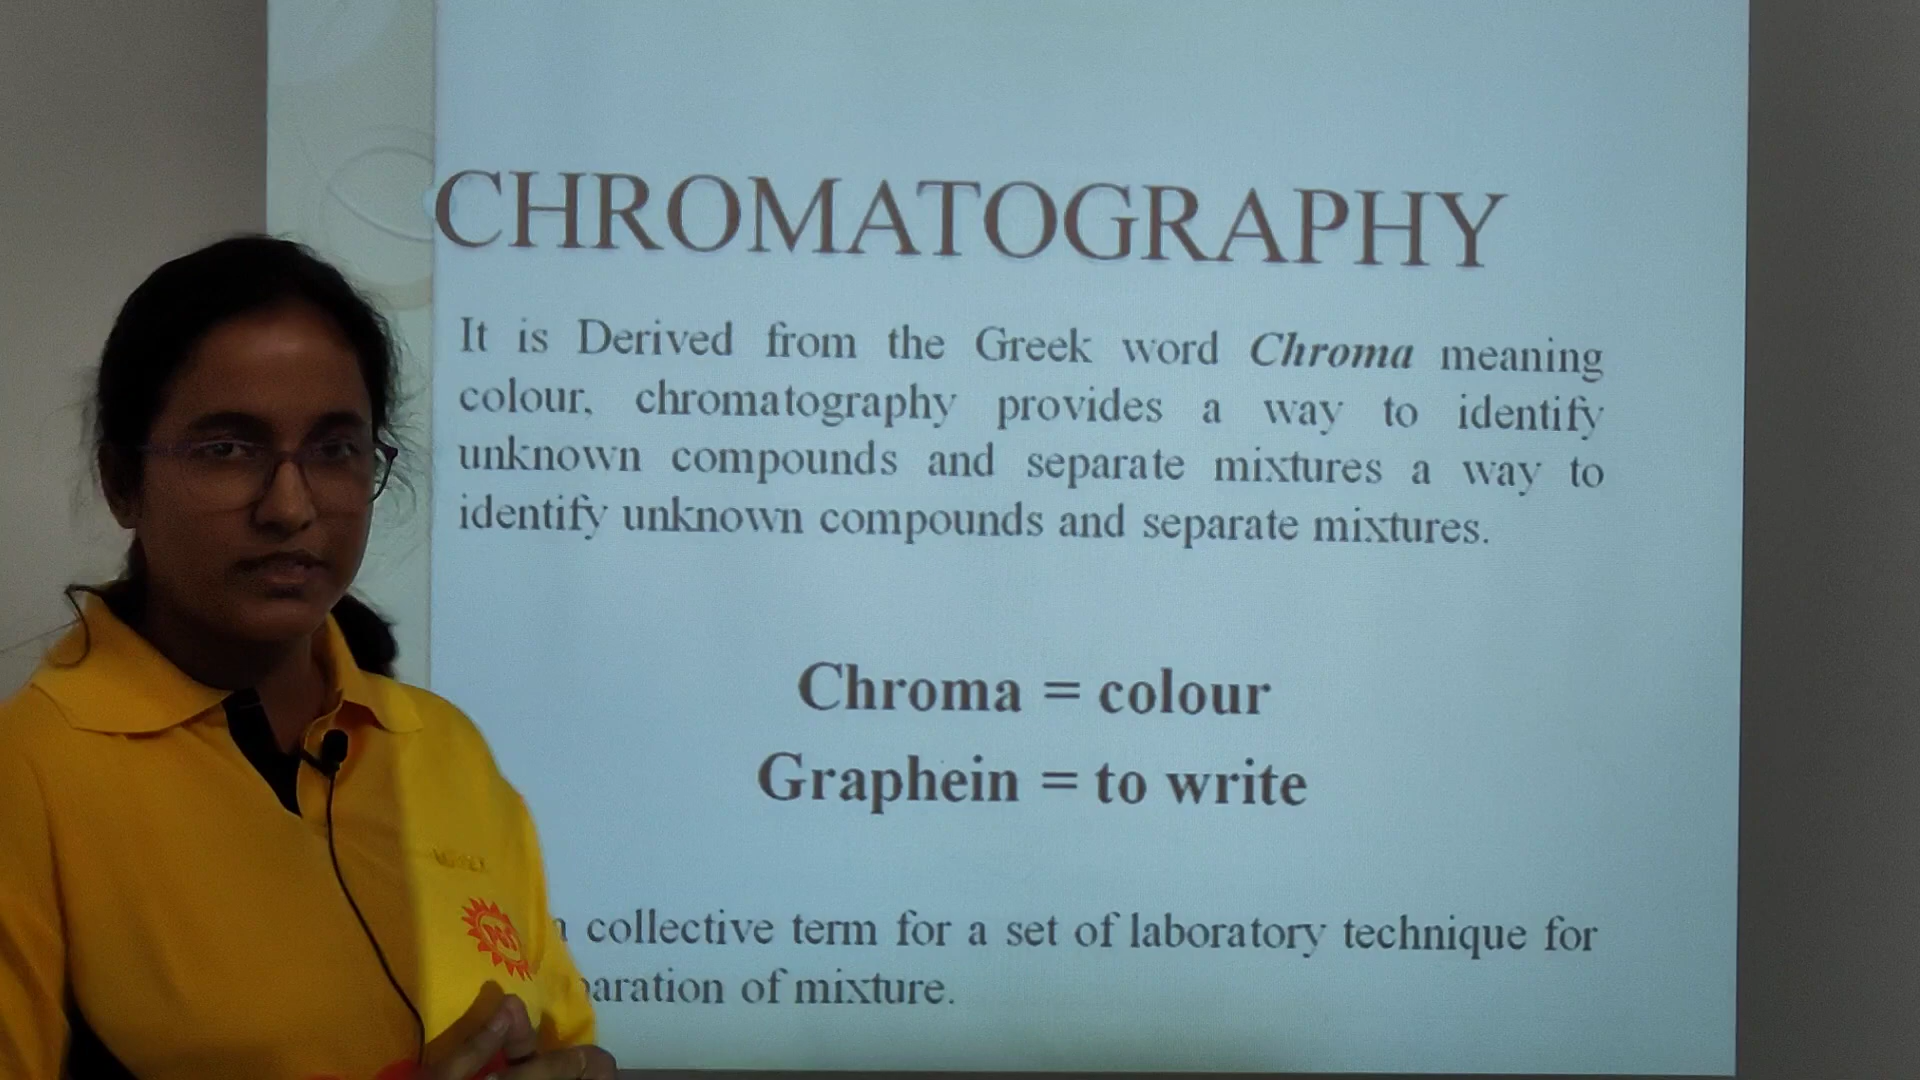 CHROMATOGRAPHY
It is Derived from the Greek word Chroma meaning
colour, chromatography provides a way to identify
unknown compounds and separate mixtures a way to
identify unknown compounds and separate mixtures.
Chroma = colour
Graphein = to write
collective term for a set of laboratory technique for
paration of mixture.